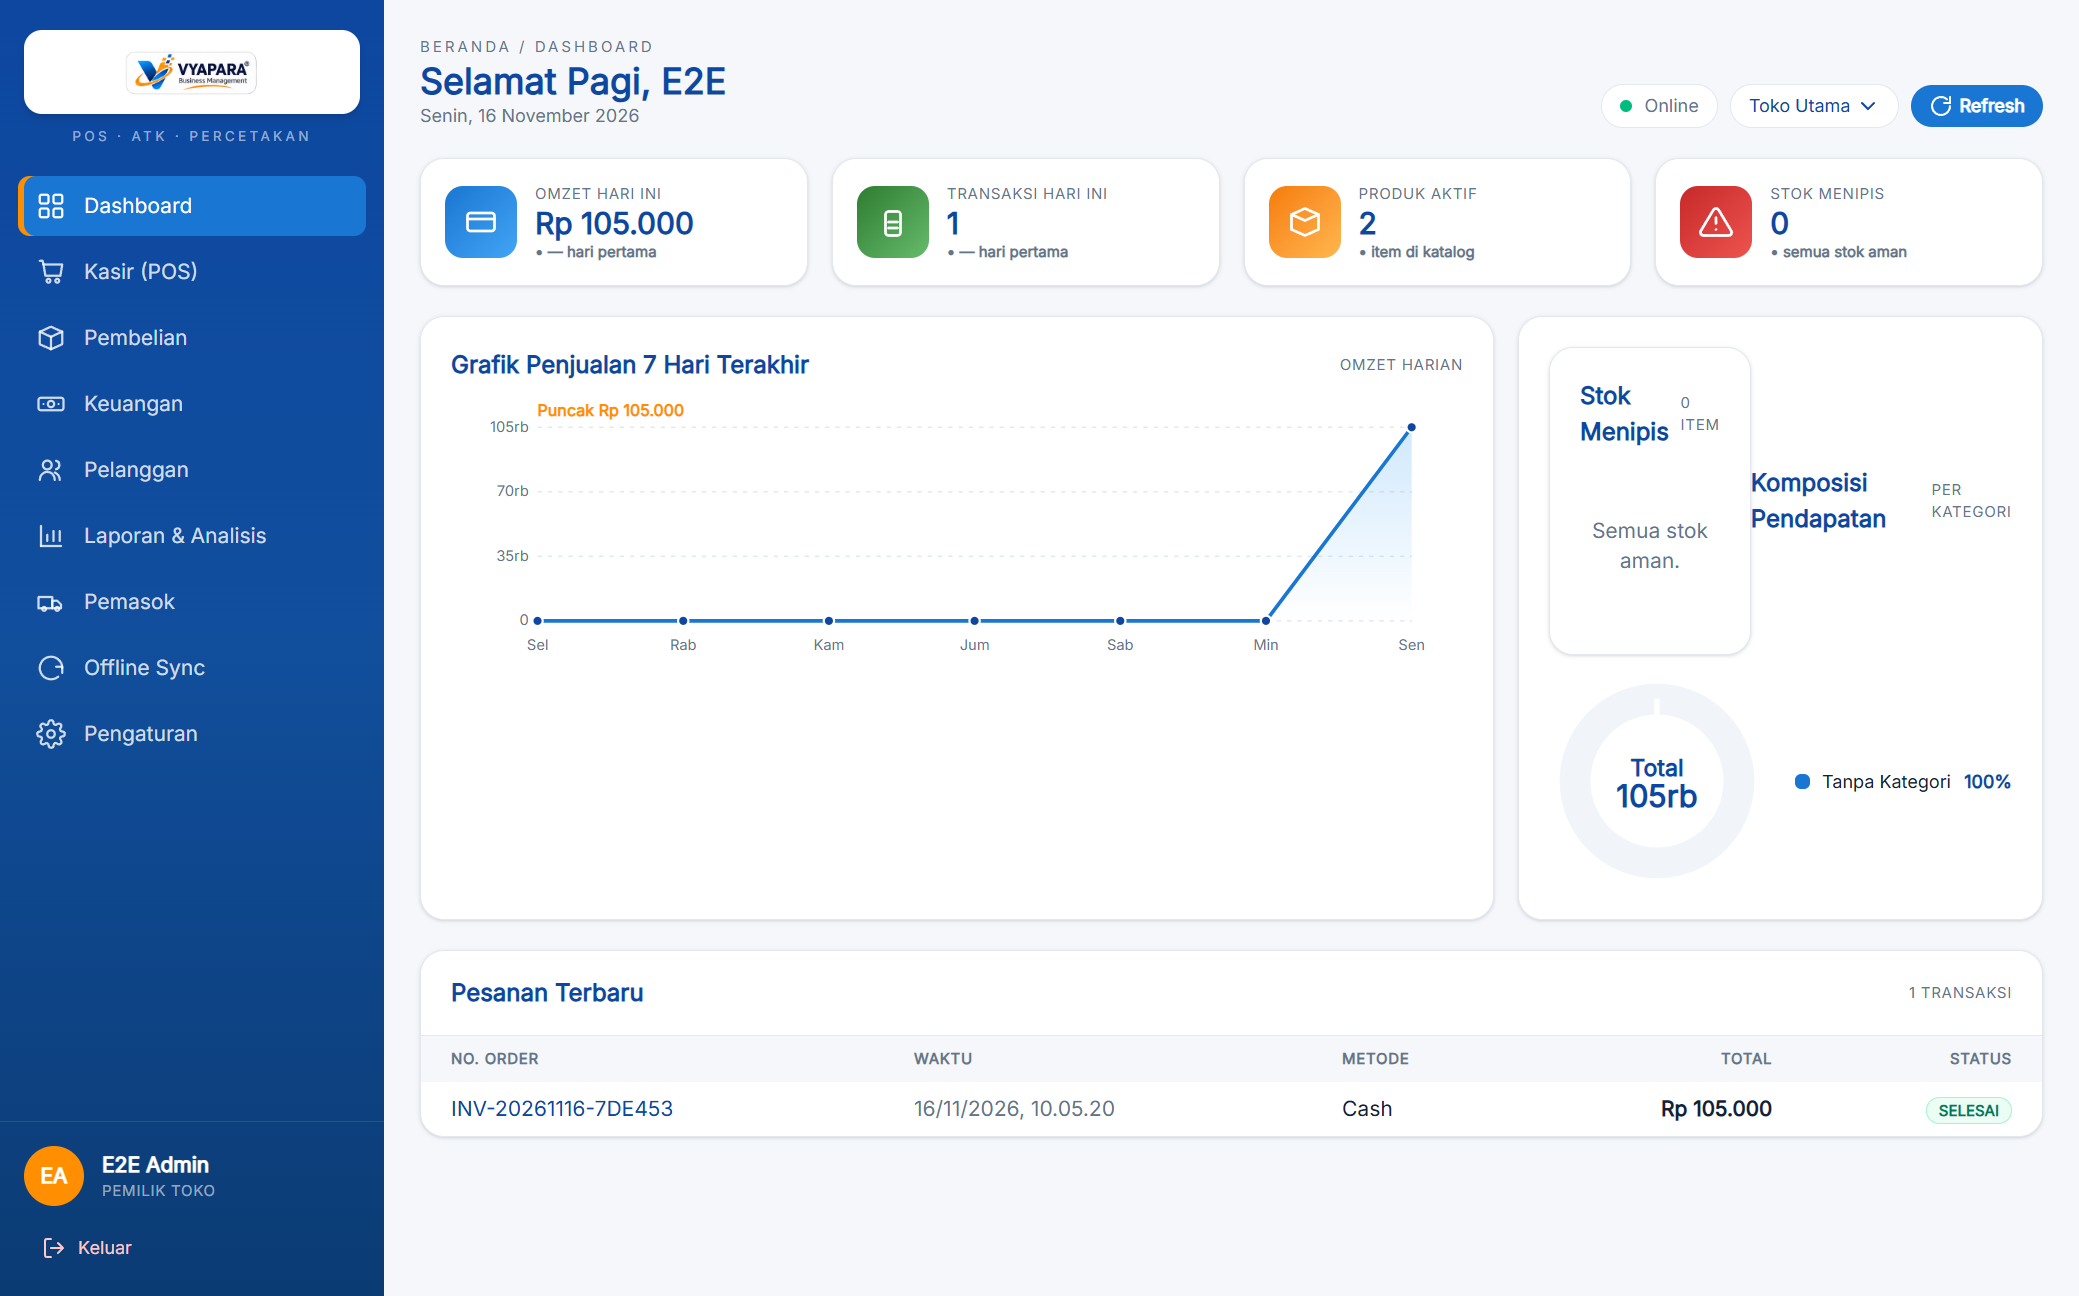 VYAPARA®
Business Management
POS · ATK · PERCETAKAN
Dashboard
Kasir (POS)
Pembelian
Keuangan
Pelanggan
Laporan & Analisis
Pemasok
Offline Sync
Pengaturan
EA
E2E Admin
PEMILIK TOKO
Keluar
BERANDA / DASHBOARD
Selamat Pagi, E2E
Senin, 16 November 2026
Online
Toko Utama
Refresh
OMZET HARI INI
Rp 105.000
• — hari pertama
TRANSAKSI HARI INI
1
• — hari pertama
PRODUK AKTIF
2
• item di katalog
STOK MENIPIS
0
• semua stok aman
Grafik Penjualan 7 Hari Terakhir
OMZET HARIAN
Puncak Rp 105.000
105rb
70rb
35rb
0
Sel Rab Kam Jum Sab Min Sen
Stok
Menipis
0
ITEM
Semua stok
aman.
Komposisi
Pendapatan
PER
KATEGORI
Total
105rb
Tanpa Kategori 100%
Pesanan Terbaru
1 TRANSAKSI
NO. ORDER WAKTU METODE TOTAL STATUS
INV-20261116-7DE453 16/11/2026, 10.05.20 Cash Rp 105.000 SELESAI